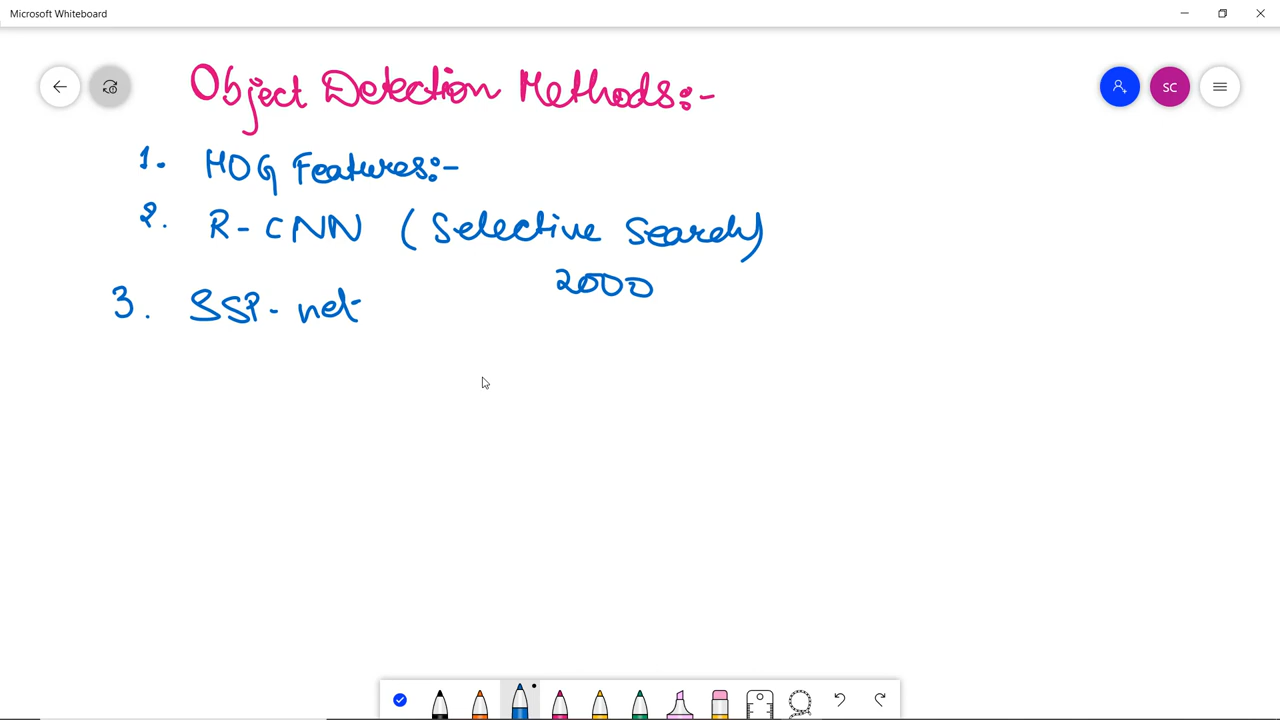 Microsoft Whiteboard
Object Detection Methods:-
SC
1. HOG Features:-
2. R-CNN (Selective Search)
2000
3. SSP-net